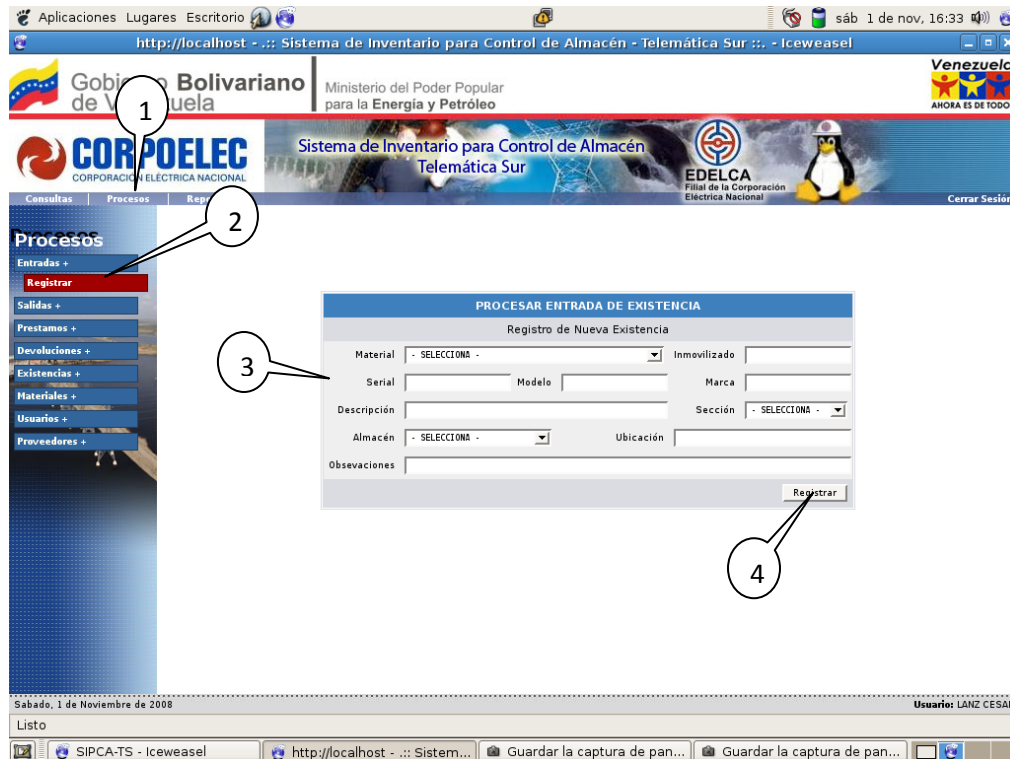 Aplicaciones Lugares Escritorio sáb 1 de nov, 16:33
http://localhost - .:: Sistema de Inventario para Control de Almacén - Telemática Sur ::. - Iceweasel
Gobierno Bolivariano
de Venezuela
Ministerio del Poder Popular
para la Energía y Petróleo
Venezuela
AHORA ES DE TODOS
1
CORPOELEC
CORPORACIÓN ELÉCTRICA NACIONAL
Sistema de Inventario para Control de Almacén
Telemática Sur
EDELCA
Filial de la Corporación
Eléctrica Nacional
Consultas Procesos Cerrar Sesión
2
Procesos
Entradas +
Registrar
Salidas +
Prestamos +
Devoluciones +
Existencias +
Materiales +
Usuarios +
Proveedores +
PROCESAR ENTRADA DE EXISTENCIA
Registro de Nueva Existencia
3
Material - SELECCIONA - Inmovilizado
Serial Modelo Marca
Descripción Sección - SELECCIONA -
Almacén - SELECCIONA - Ubicación
Obsevaciones
Registrar
4
Sabado, 1 de Noviembre de 2008 Usuario: LANZ CESAR
Listo
SIPCA-TS - Iceweasel http://localhost - .:: Sistem... Guardar la captura de pan... Guardar la captura de pan...